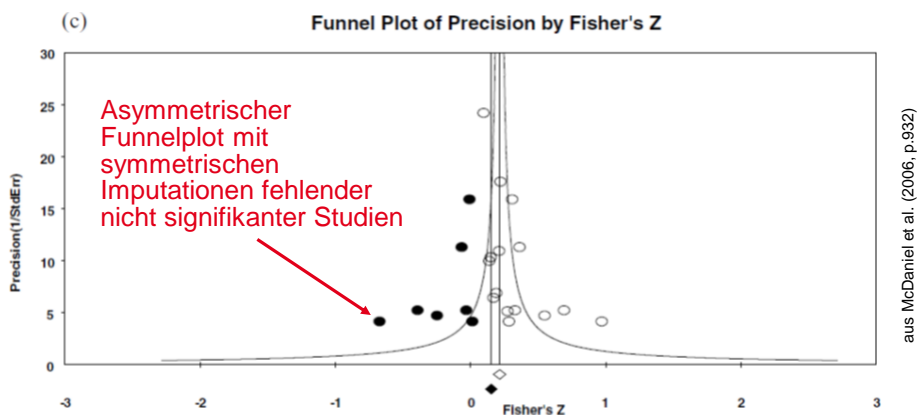 (c)
Funnel Plot of Precision by Fisher's Z
30
25
20
15
10
5
0
Precision(1/StdErr)
Asymmetrischer
Funnelplot mit
symmetrischen
Imputationen fehlender
nicht signifikanter Studien
-3
-2
-1
0
1
2
3
Fisher's Z
aus McDaniel et al. (2006, p.932)